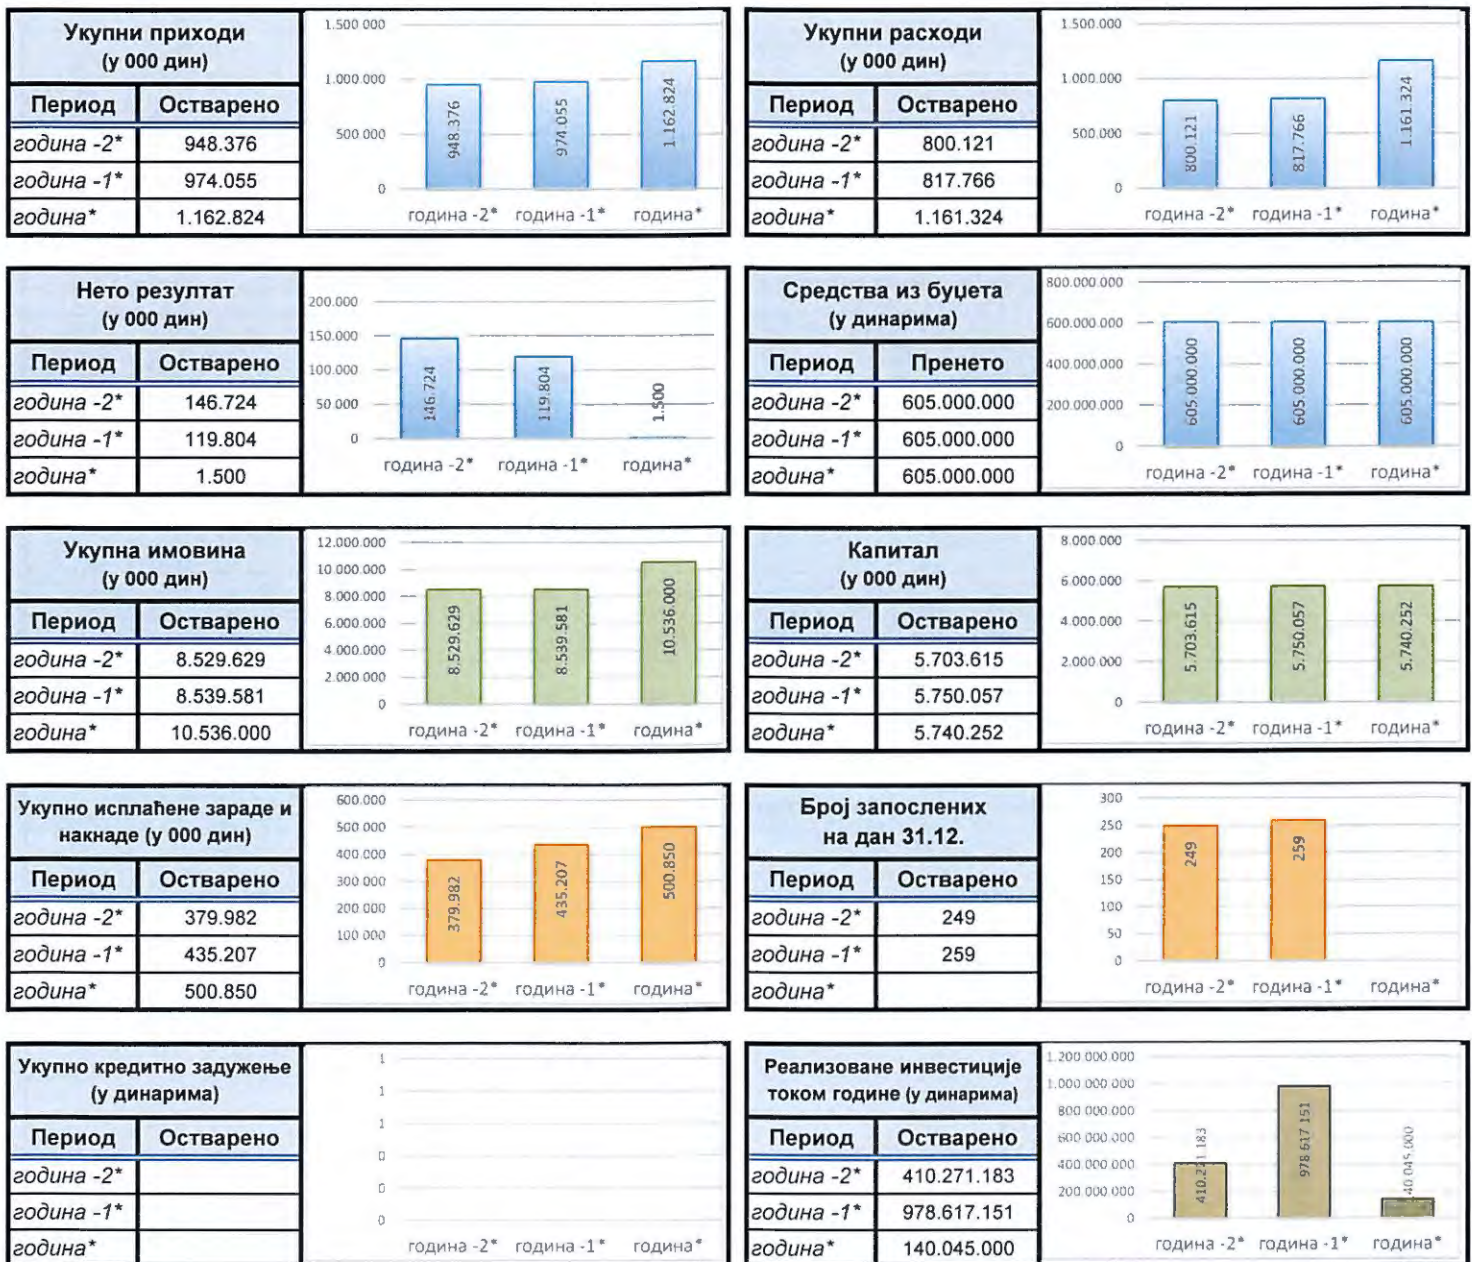 Укупни приходи
(у 000 дин)
Период Остварено
година -2* 948.376
година -1* 974.055
година* 1.162.824
1.500 000
1.000.000
500 000
0
948.376
974.055
1.162.824
година -2* година -1* година*
Укупни расходи
(у 000 дин)
Период Остварено
година -2* 800.121
година -1* 817.766
година* 1.161.324
1.500.000
1.000.000
500.000
0
800.121
817.766
1.161.324
година -2* година -1* година*
Нето резултат
(у 000 дин)
Период Остварено
година -2* 146.724
година -1* 119.804
година* 1.500
200.000
150.000
100.000
50 000
0
146.724
119.804
1.500
година -2* година -1* година*
Средства из буџета
(у динарима)
Период Пренето
година -2* 605.000.000
година -1* 605.000.000
година* 605.000.000
800.000.000
600.000.000
400.000.000
200.000.000
0
605.000.000
605.000.000
605.000.000
година -2* година -1* година*
Укупна имовина
(у 000 дин)
Период Остварено
година -2* 8.529.629
година -1* 8.539.581
година* 10.536.000
12.000.000
10 000.000
8.000.000
6.000.000
4 000.000
2.000 000
0
8.529.629
8.539.581
10.536.000
година -2* година -1* година*
Капитал
(у 000 дин)
Период Остварено
година -2* 5.703.615
година -1* 5.750.057
година* 5.740.252
8.000.000
6.000.000
4.000.000
2.000.000
0
5.703.615
5.750.057
5.740.252
година -2* година -1* година*
Укупно исплаћене зараде и
накнаде (у 000 дин)
Период Остварено
година -2* 379.982
година -1* 435.207
година* 500.850
600.000
500 000
400.000
300 000
200 000
100 000
0
379.982
435.207
500.850
година -2* година -1* година*
Број запослених
на дан 31.12.
Период Остварено
година -2* 249
година -1* 259
година*
300
250
200
150
100
50
0
249
259
година -2* година -1* година*
Укупно кредитно задужење
(у динарима)
Период Остварено
година -2*
година -1*
година*
1
1
1
0
0
0
година -2* година -1* година*
Реализоване инвестиције
током године (у динарима)
Период Остварено
година -2* 410.271.183
година -1* 978.617.151
година* 140.045.000
1.200 000.000
1.000 000.000
800 000 000
600 000 000
400 000.000
200 000.000
0
410.271 183
978 617 151
40 045.000
година -2* година -1* година*